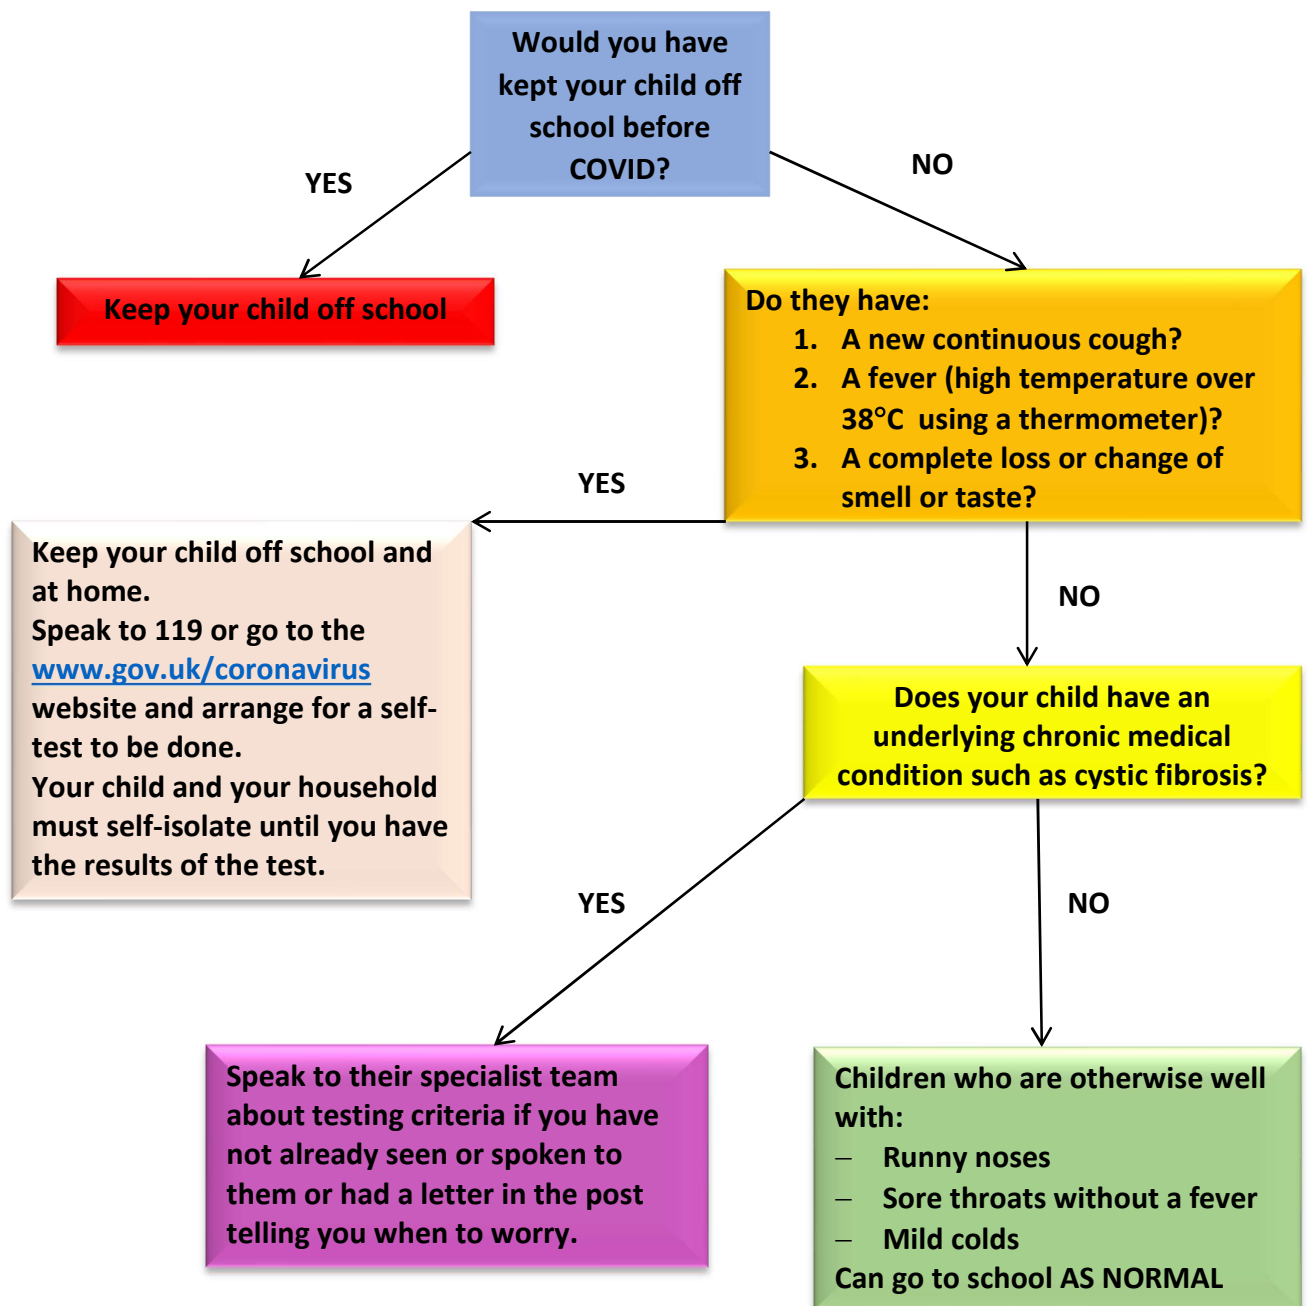 Would you have
kept your child off
school before
COVID?
YES
NO
Keep your child off school
Do they have:
1. A new continuous cough?
2. A fever (high temperature over
38°C using a thermometer)?
3. A complete loss or change of
smell or taste?
YES
Keep your child off school and
at home.
Speak to 119 or go to the
www.gov.uk/coronavirus
website and arrange for a self-
test to be done.
Your child and your household
must self-isolate until you have
the results of the test.
NO
Does your child have an
underlying chronic medical
condition such as cystic fibrosis?
YES
NO
Speak to their specialist team
about testing criteria if you have
not already seen or spoken to
them or had a letter in the post
telling you when to worry.
Children who are otherwise well
with:
– Runny noses
– Sore throats without a fever
– Mild colds
Can go to school AS NORMAL